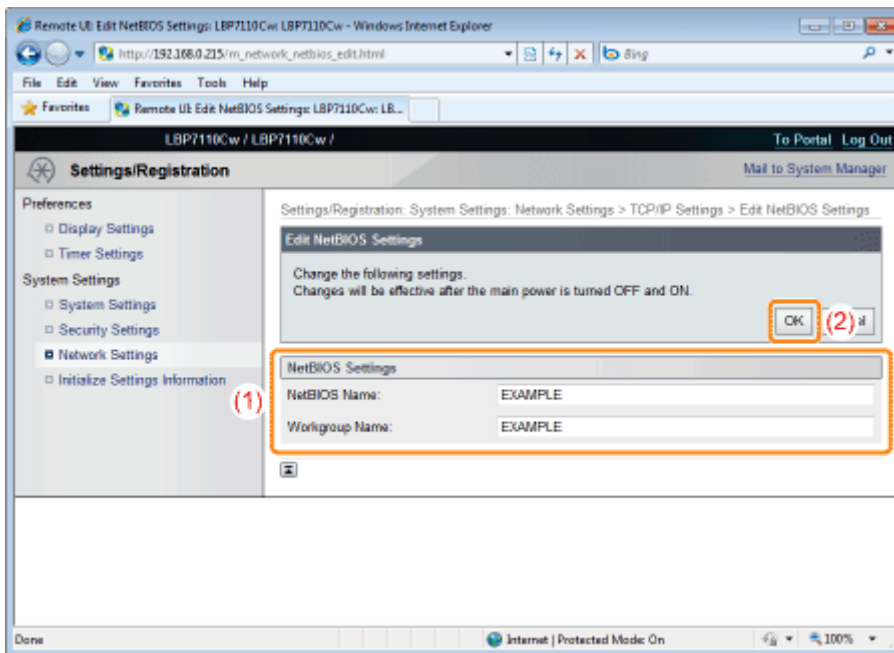 Remote UI: Edit NetBIOS Settings: LBP7110Cw: LBP7110Cw - Windows Internet Explorer
http://192.168.0.215/m_network_netbios_edit.html
Bing
File Edit View Favorites Tools Help
Favorites
Remote UI: Edit NetBIOS Settings: LBP7110Cw: LB...
LBP7110Cw / LBP7110Cw /
To Portal Log Out
Settings/Registration
Mail to System Manager
Preferences
Display Settings
Timer Settings
System Settings
System Settings
Security Settings
Network Settings
Initialize Settings Information
Settings/Registration: System Settings: Network Settings > TCP/IP Settings > Edit NetBIOS Settings
Edit NetBIOS Settings
Change the following settings.
Changes will be effective after the main power is turned OFF and ON.
OK
(2)
(1)
NetBIOS Settings
NetBIOS Name: EXAMPLE
Workgroup Name: EXAMPLE
Done
Internet | Protected Mode: On
100%